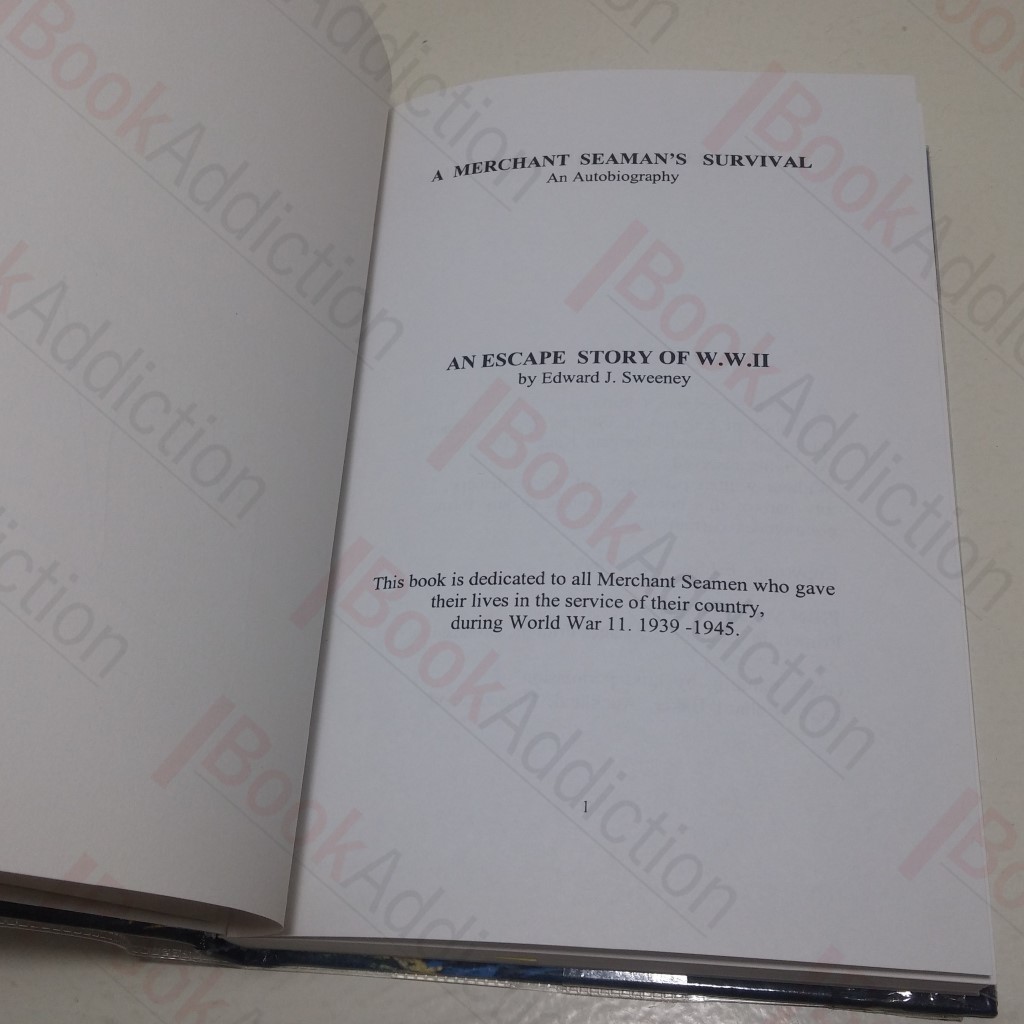 A MERCHANT SEAMAN'S SURVIVAL
An Autobiography
AN ESCAPE STORY OF W.W.II
by Edward J. Sweeney
This book is dedicated to all Merchant Seamen who gave
their lives in the service of their country,
during World War 11. 1939 -1945.
1
BookAddiction